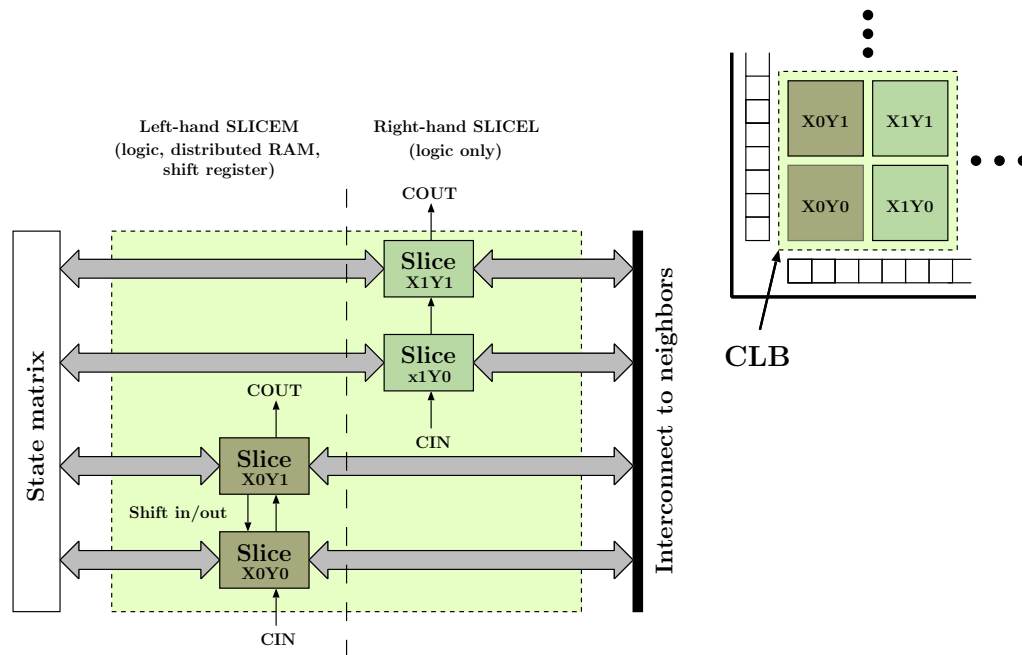 Left-hand SLICEM
(logic, distributed RAM,
shift register)
Right-hand SLICEL
(logic only)
COUT
Slice
X1Y1
Slice
x1Y0
CIN
COUT
Slice
X0Y1
Shift in/out
Slice
X0Y0
CIN
State matrix
Interconnect to neighbors
X0Y1
X1Y1
X0Y0
X1Y0
CLB